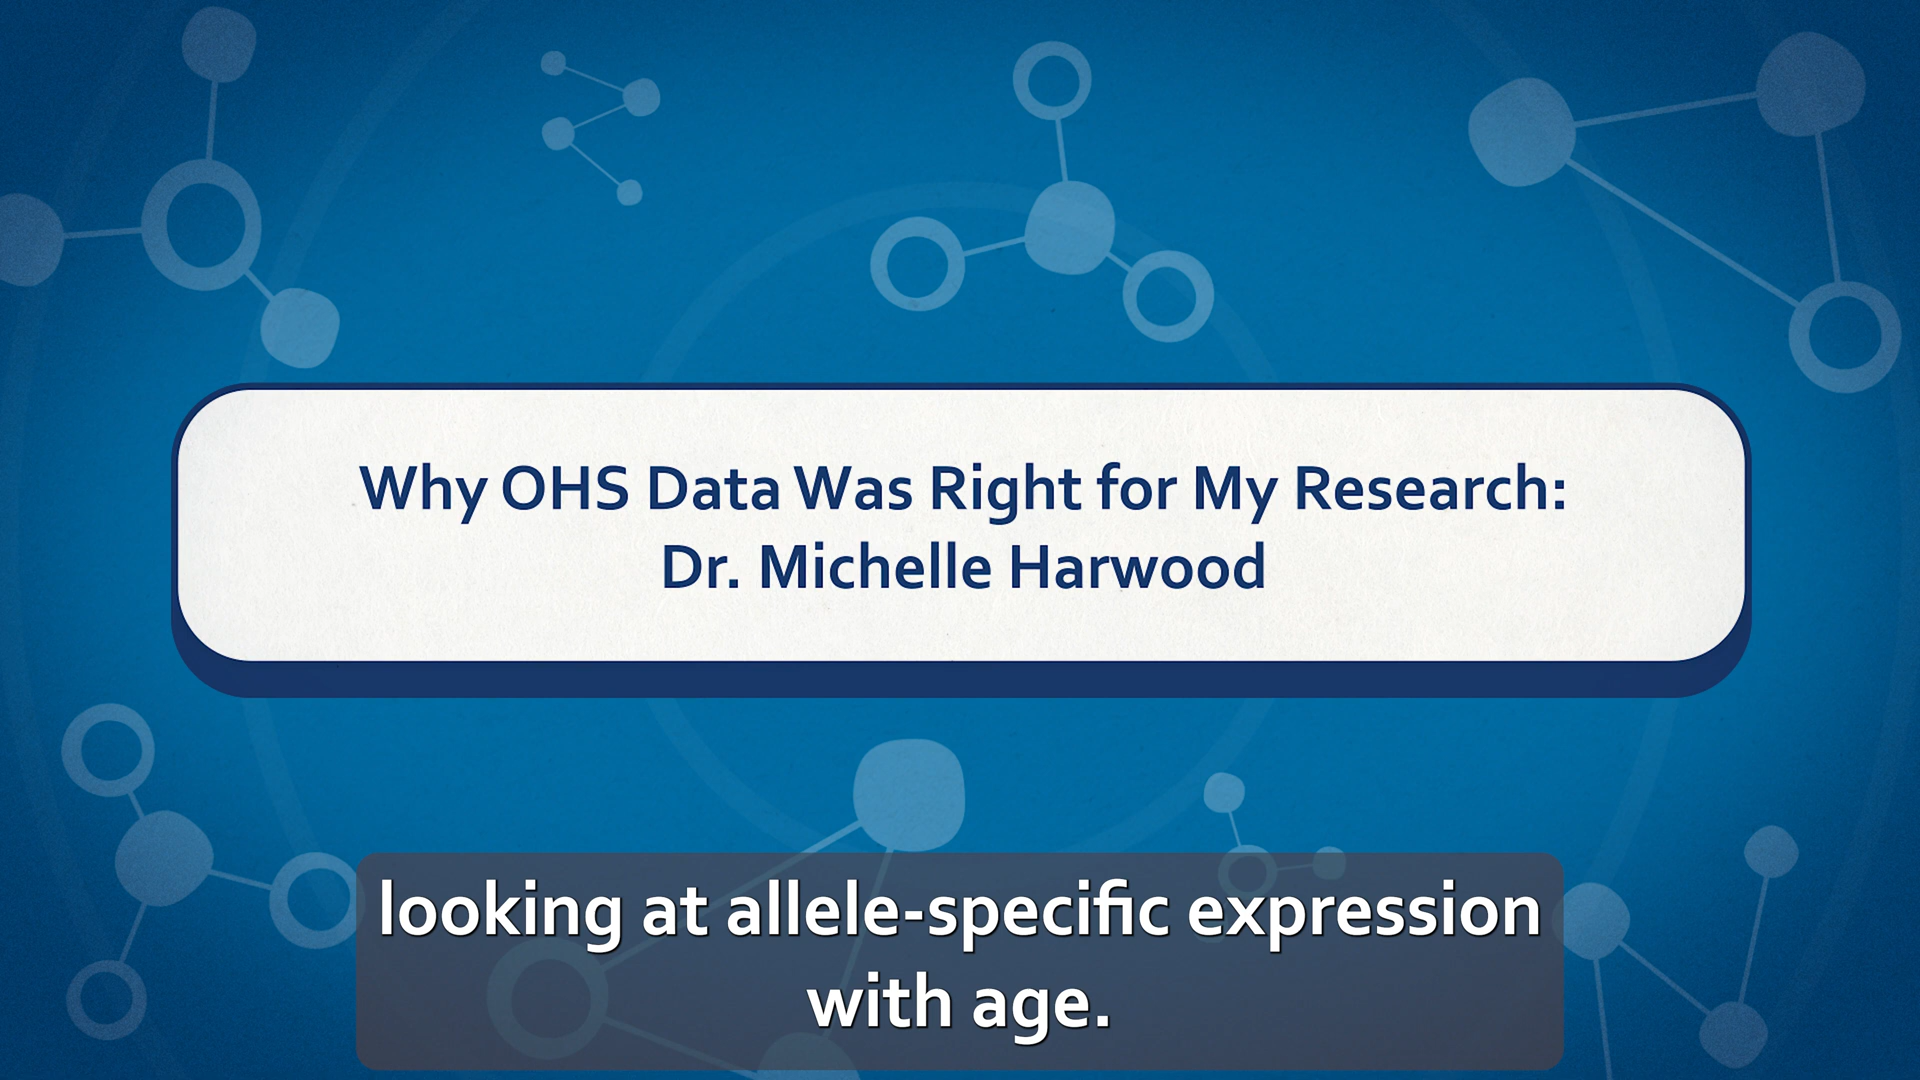 Why OHS Data Was Right for My Research:
Dr. Michelle Harwood
looking at allele-specific expression
with age.